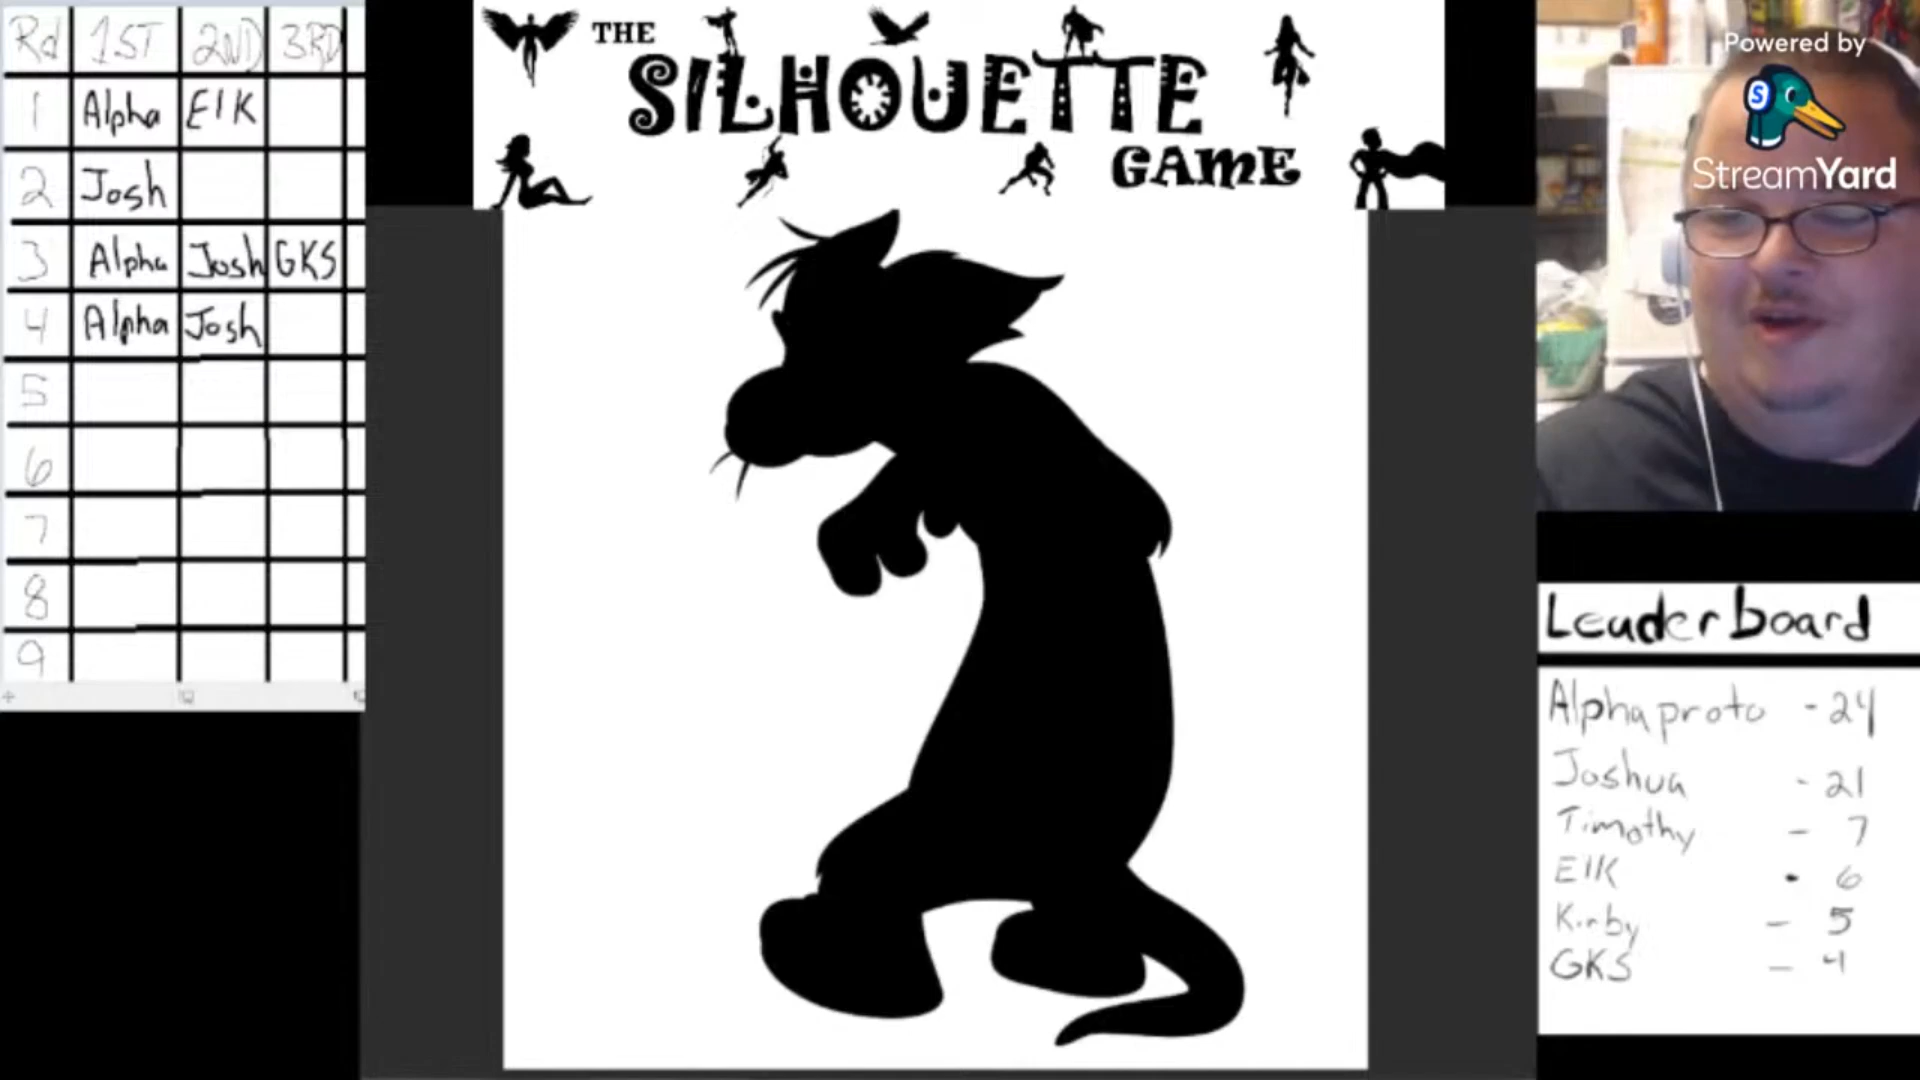 THE
SILHOUETTE
GAME
Powered by
StreamYard
Rd 1ST 2ND 3RD
1 Alpha Elk
2 Josh
3 Alpha Josh GKS
4 Alpha Josh
5
6
7
8
9
Leaderboard
Alphaproto - 24
Joshua - 21
Timothy - 7
Elk - 6
Kirby - 5
GKS - 4